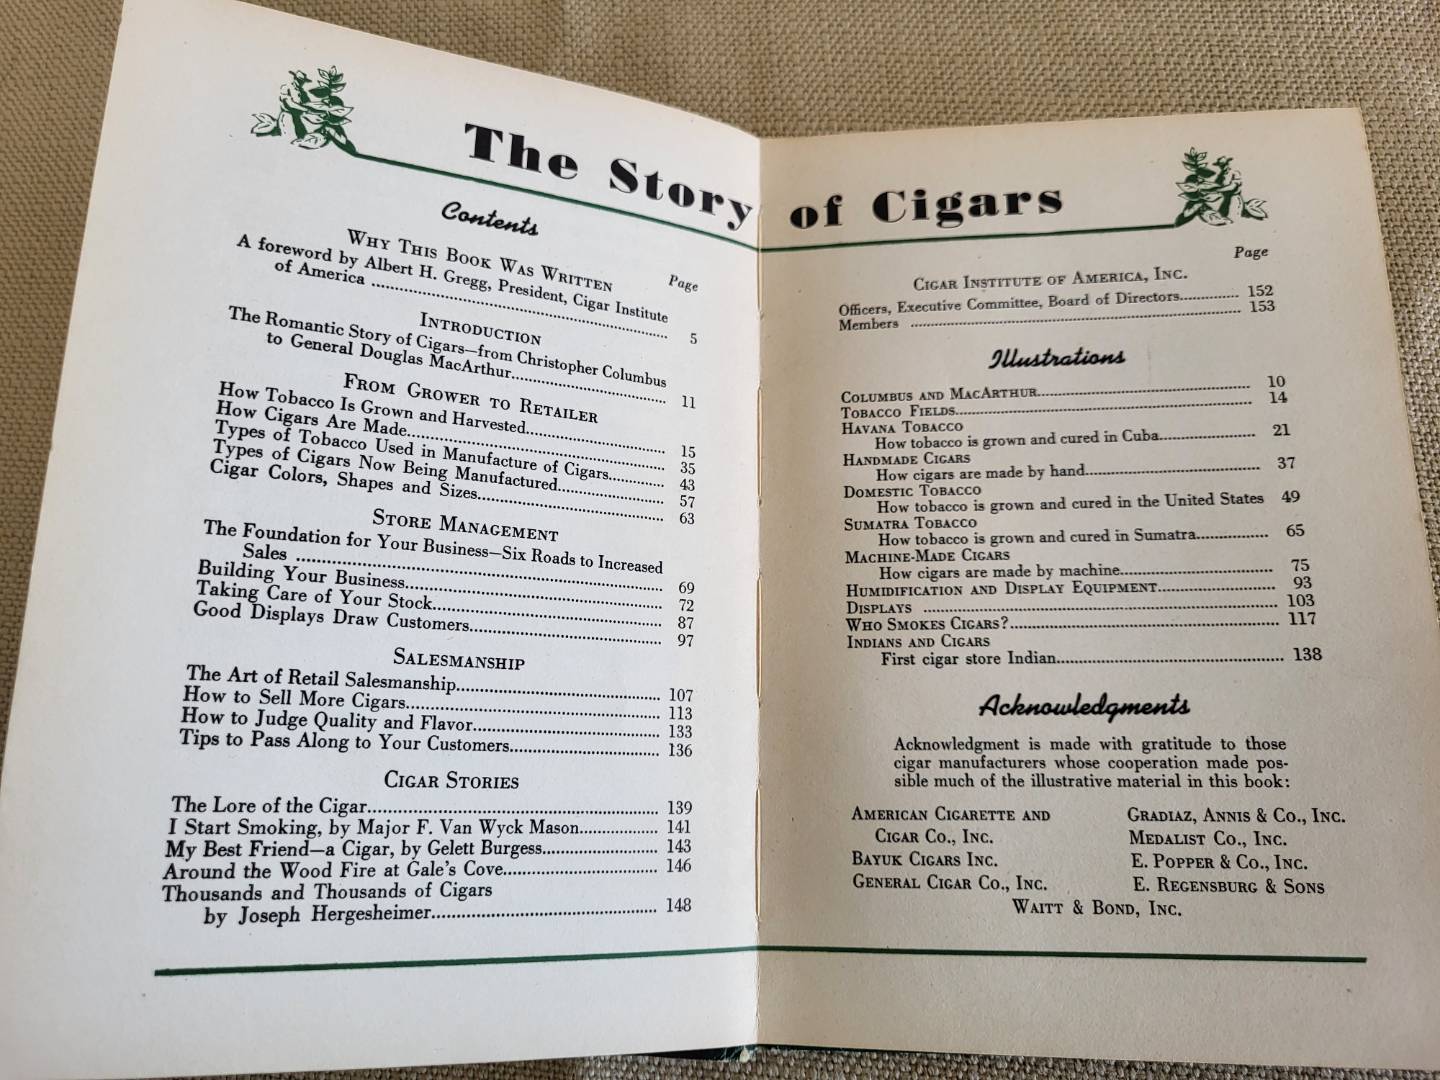 The Story of Cigars
Contents
Page
WHY THIS BOOK WAS WRITTEN
A foreword by Albert H. Gregg, President, Cigar Institute
of America ........ 5
INTRODUCTION
The Romantic Story of Cigars—from Christopher Columbus
to General Douglas MacArthur........ 11
FROM GROWER TO RETAILER
How Tobacco Is Grown and Harvested........ 15
How Cigars Are Made........ 35
Types of Tobacco Used in Manufacture of Cigars........ 43
Types of Cigars Now Being Manufactured........ 57
Cigar Colors, Shapes and Sizes........ 63
STORE MANAGEMENT
The Foundation for Your Business—Six Roads to Increased
Sales ........ 69
Building Your Business........ 72
Taking Care of Your Stock........ 87
Good Displays Draw Customers........ 97
SALESMANSHIP
The Art of Retail Salesmanship........ 107
How to Sell More Cigars........ 113
How to Judge Quality and Flavor........ 133
Tips to Pass Along to Your Customers........ 136
CIGAR STORIES
The Lore of the Cigar........ 139
I Start Smoking, by Major F. Van Wyck Mason........ 141
My Best Friend—a Cigar, by Gelett Burgess........ 143
Around the Wood Fire at Gale's Cove........ 146
Thousands and Thousands of Cigars
by Joseph Hergesheimer........ 148
Page
CIGAR INSTITUTE OF AMERICA, INC.
Officers, Executive Committee, Board of Directors........ 152
Members ........ 153
Illustrations
COLUMBUS AND MACARTHUR........ 10
TOBACCO FIELDS........ 14
HAVANA TOBACCO
How tobacco is grown and cured in Cuba........ 21
HANDMADE CIGARS
How cigars are made by hand........ 37
DOMESTIC TOBACCO
How tobacco is grown and cured in the United States 49
SUMATRA TOBACCO
How tobacco is grown and cured in Sumatra........ 65
MACHINE-MADE CIGARS
How cigars are made by machine........ 75
HUMIDIFICATION AND DISPLAY EQUIPMENT........ 93
DISPLAYS ........ 103
WHO SMOKES CIGARS?........ 117
INDIANS AND CIGARS
First cigar store Indian........ 138
Acknowledgments
Acknowledgment is made with gratitude to those
cigar manufacturers whose cooperation made pos-
sible much of the illustrative material in this book:
AMERICAN CIGARETTE AND
CIGAR CO., INC.
BAYUK CIGARS INC.
GENERAL CIGAR CO., INC.
GRADIAZ, ANNIS & CO., INC.
MEDALIST CO., INC.
E. POPPER & CO., INC.
E. REGENSBURG & SONS
WAITT & BOND, INC.